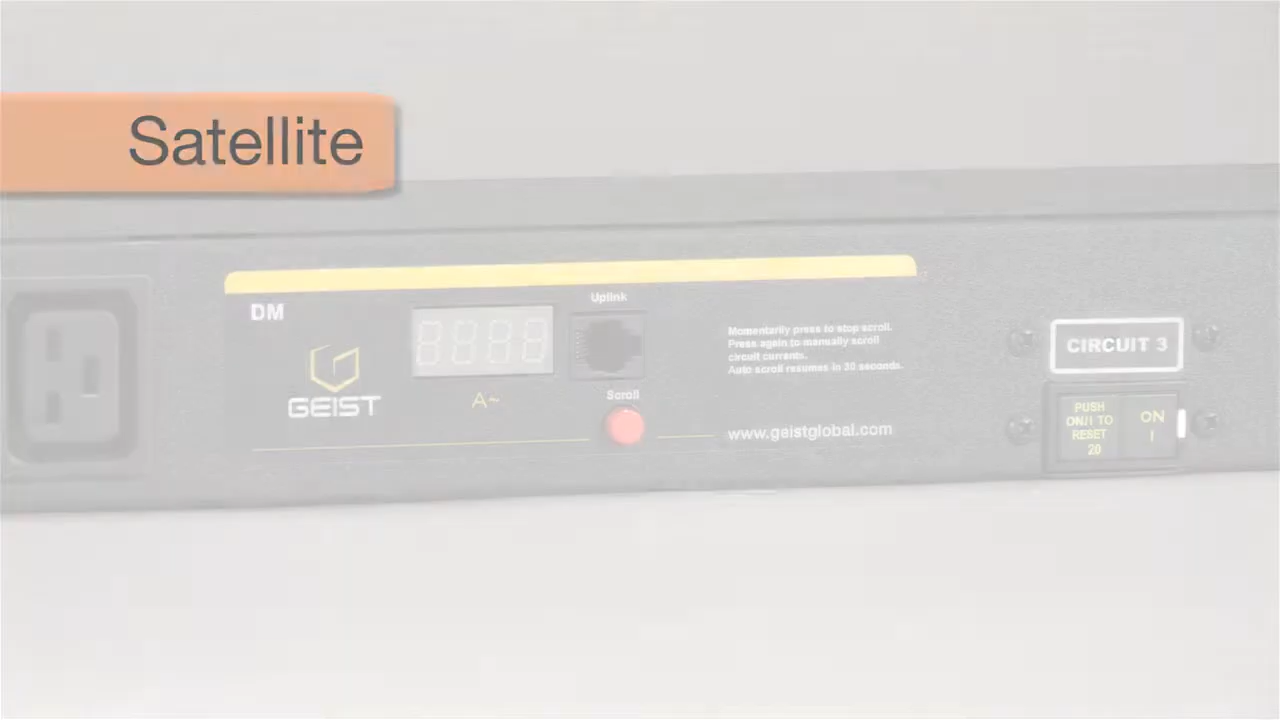 Satellite
DM
Uplink
GEIST
A~
Scroll
Momentarily press to stop scroll.
Press again to manually scroll
circuit currents.
Auto scroll resumes in 30 seconds.
www.geistglobal.com
CIRCUIT 3
PUSH
ON/I TO
RESET
20
ON
I